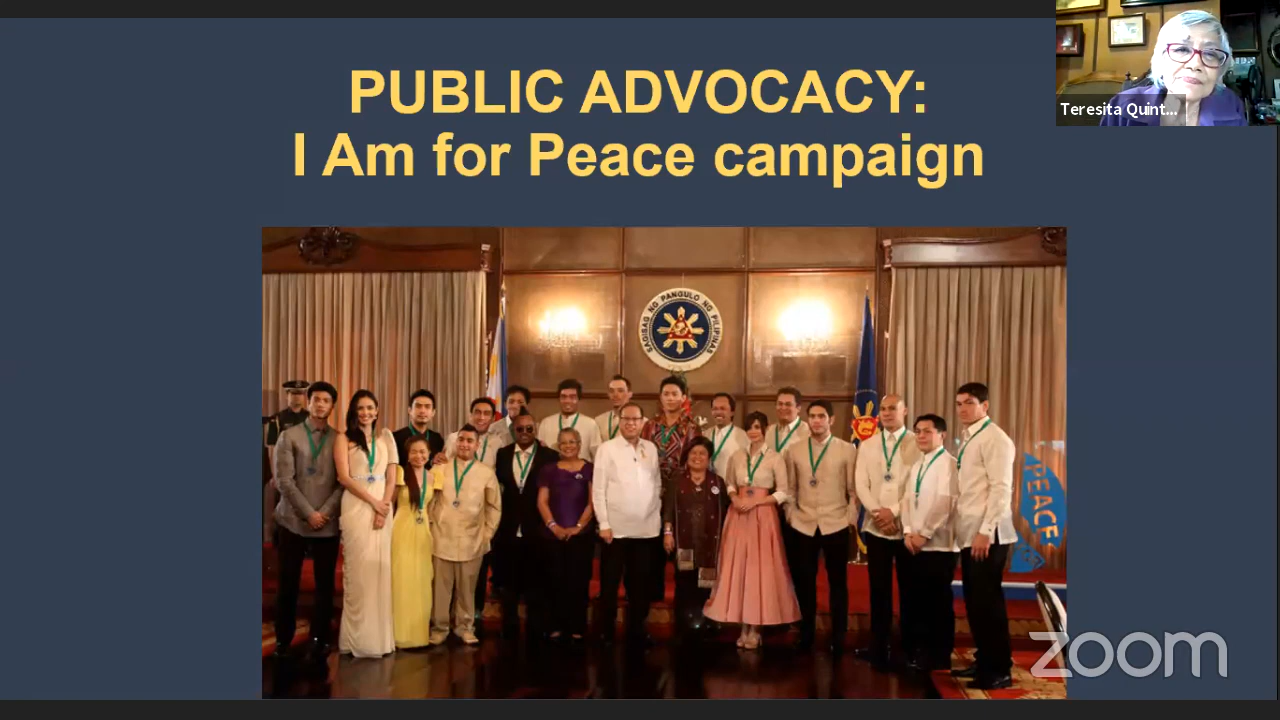 PUBLIC ADVOCACY:
I Am for Peace campaign
Teresita Quint...
SAGISAG NG PANGULO NG PILIPINAS
PEACE
zoom